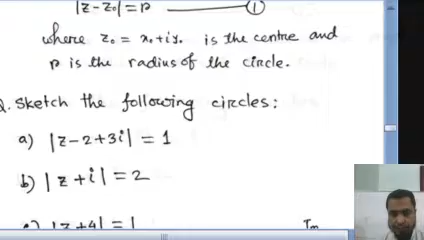 |z-z₀| = ρ ——— ①
where z₀ = x₀+iy₀ is the centre and
ρ is the radius of the circle.
Q. Sketch the following circles:
a) |z-2+3i| = 1
b) |z+i| = 2
c) |z+4| = 1
Im